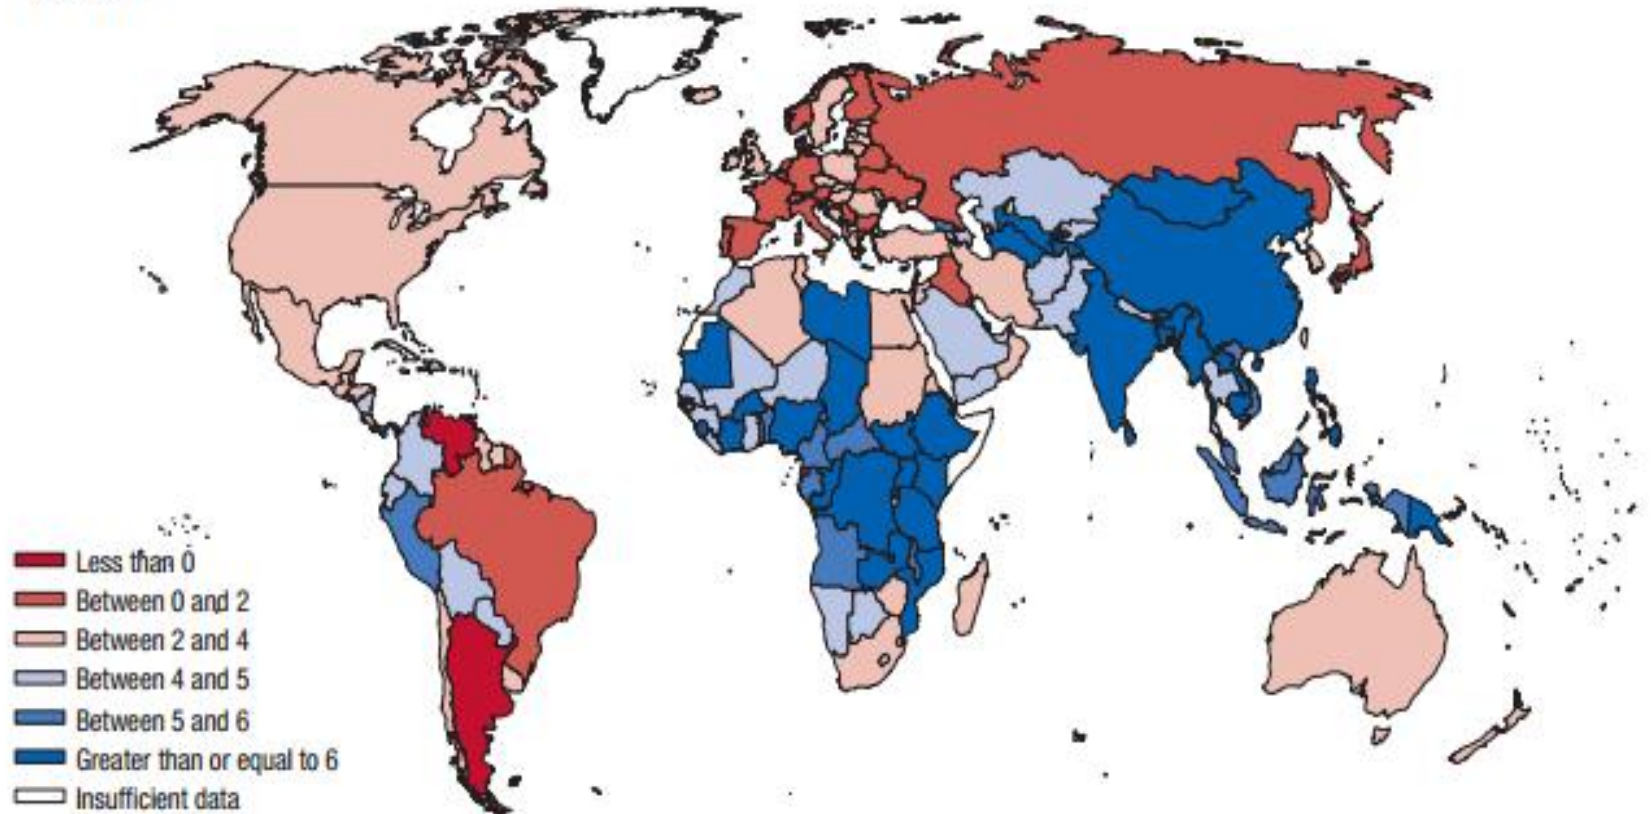 Less than 0
Between 0 and 2
Between 2 and 4
Between 4 and 5
Between 5 and 6
Greater than or equal to 6
Insufficient data